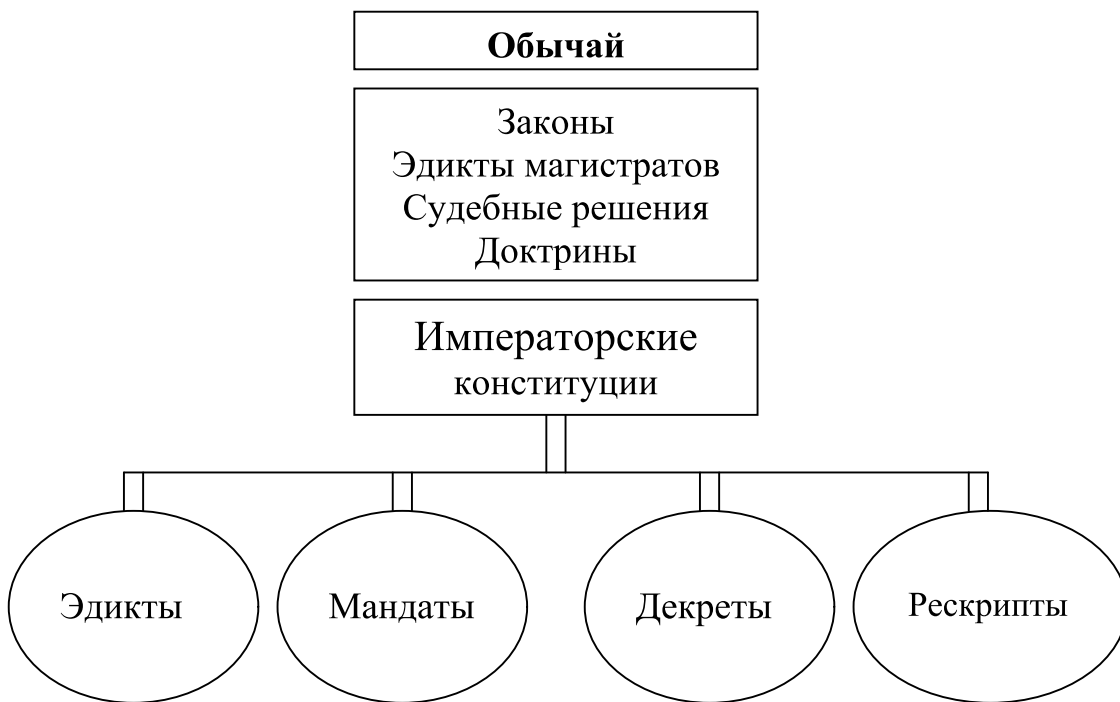 Обычай
Законы
Эдикты магистратов
Судебные решения
Доктрины
Императорские
конституции
Эдикты
Мандаты
Декреты
Рескрипты